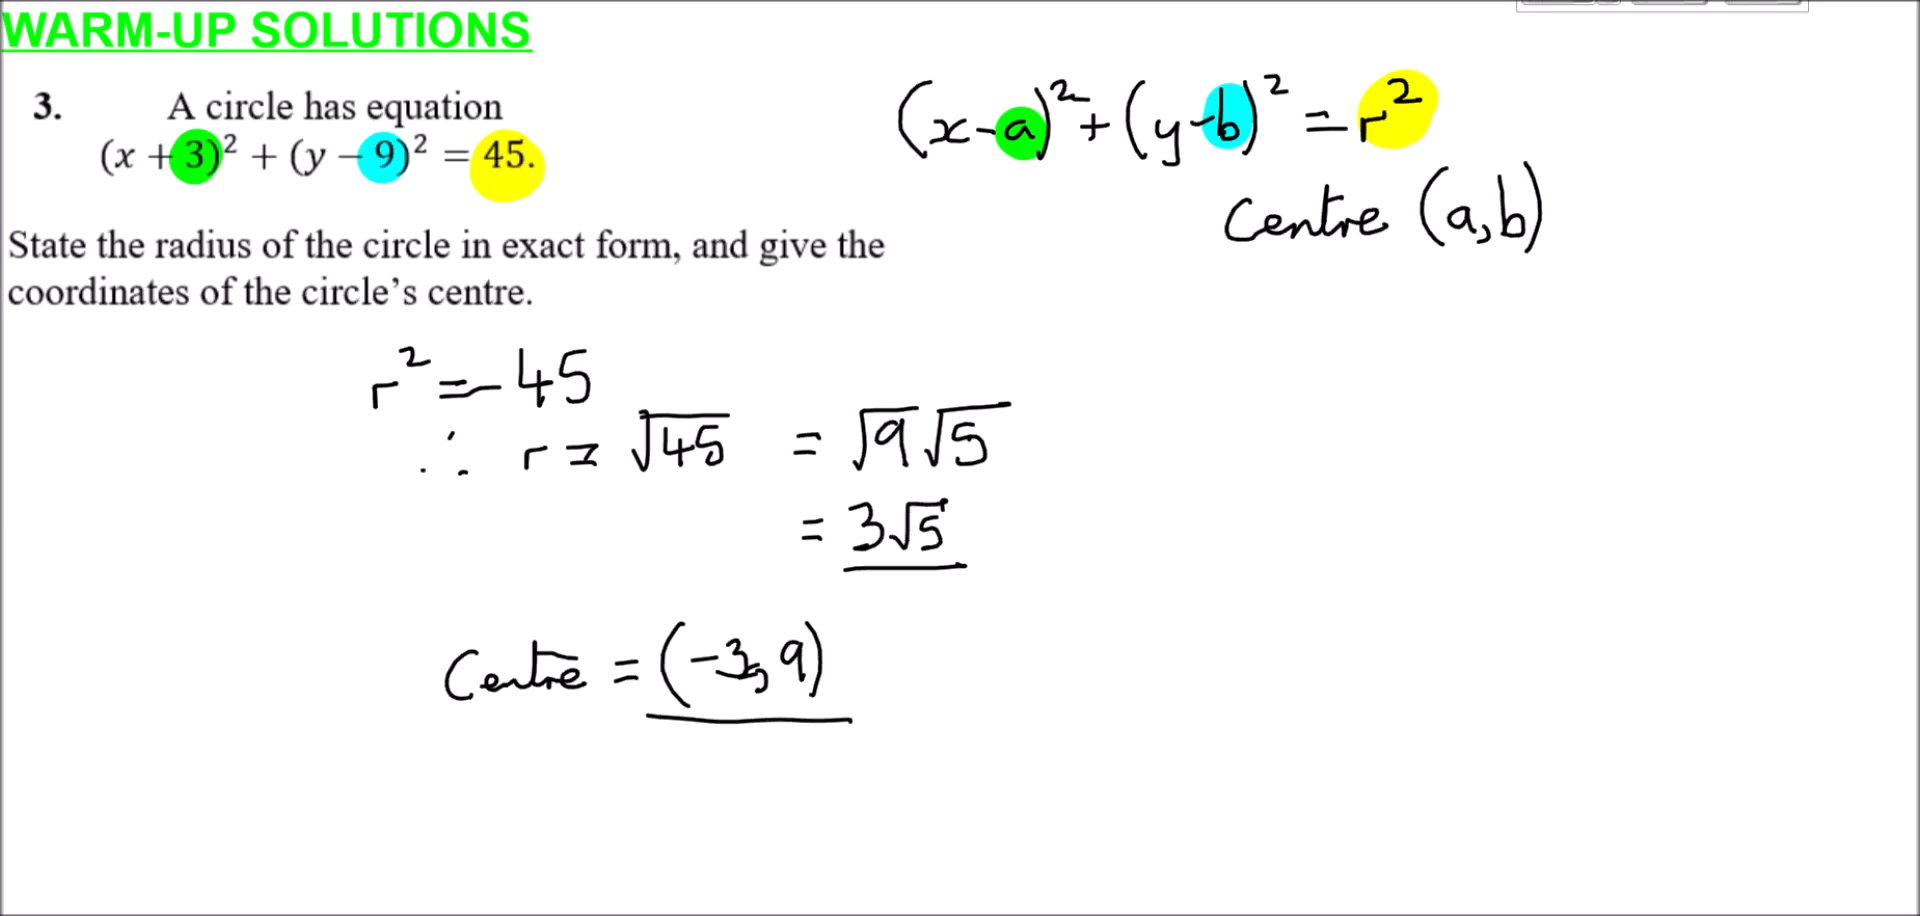 WARM-UP SOLUTIONS
3. A circle has equation
(x + 3)² + (y − 9)² = 45.
State the radius of the circle in exact form, and give the
coordinates of the circle’s centre.
(x-a)² + (y-b)² = r²
Centre (a,b)
r² = 45
∴ r = √45 = √9√5
= 3√5
Centre = (-3, 9)